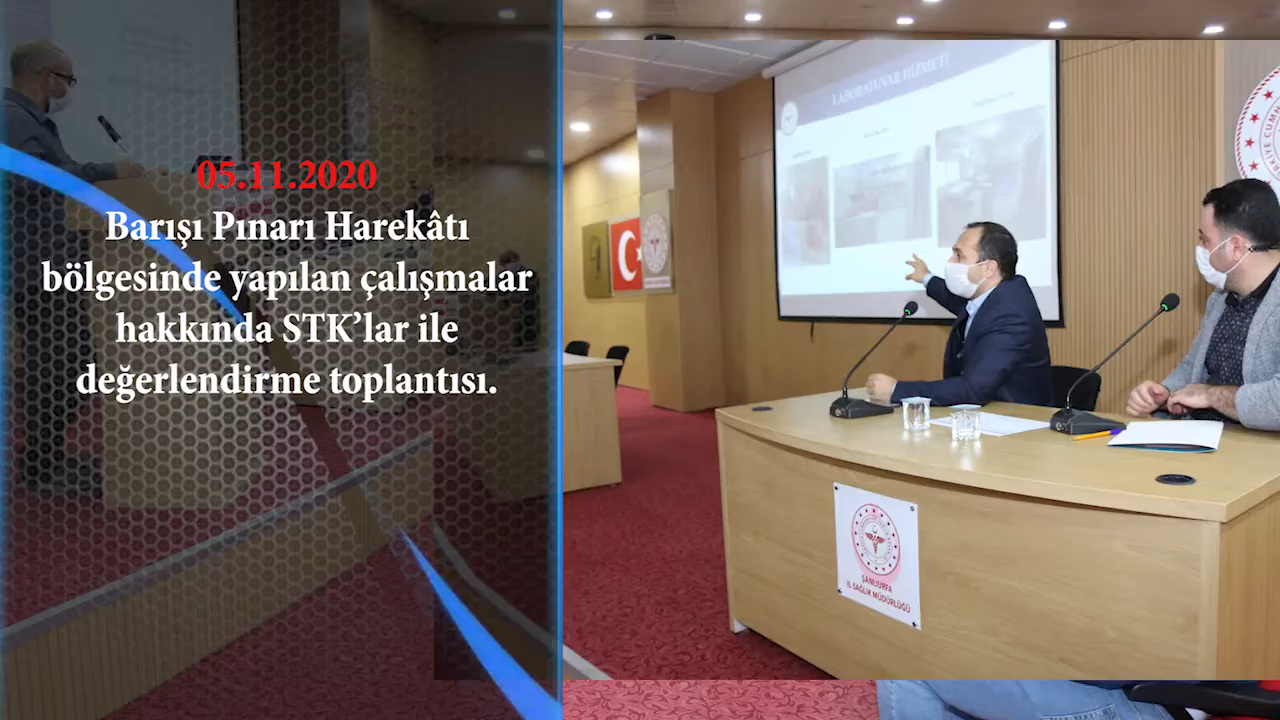 05.11.2020
Barışı Pınarı Harekâtı
bölgesinde yapılan çalışmalar
hakkında STK’lar ile
değerlendirme toplantısı.
LABORATUVAR HİZMETİ
ŞANLIURFA
İL SAĞLIK MÜDÜRLÜĞÜ